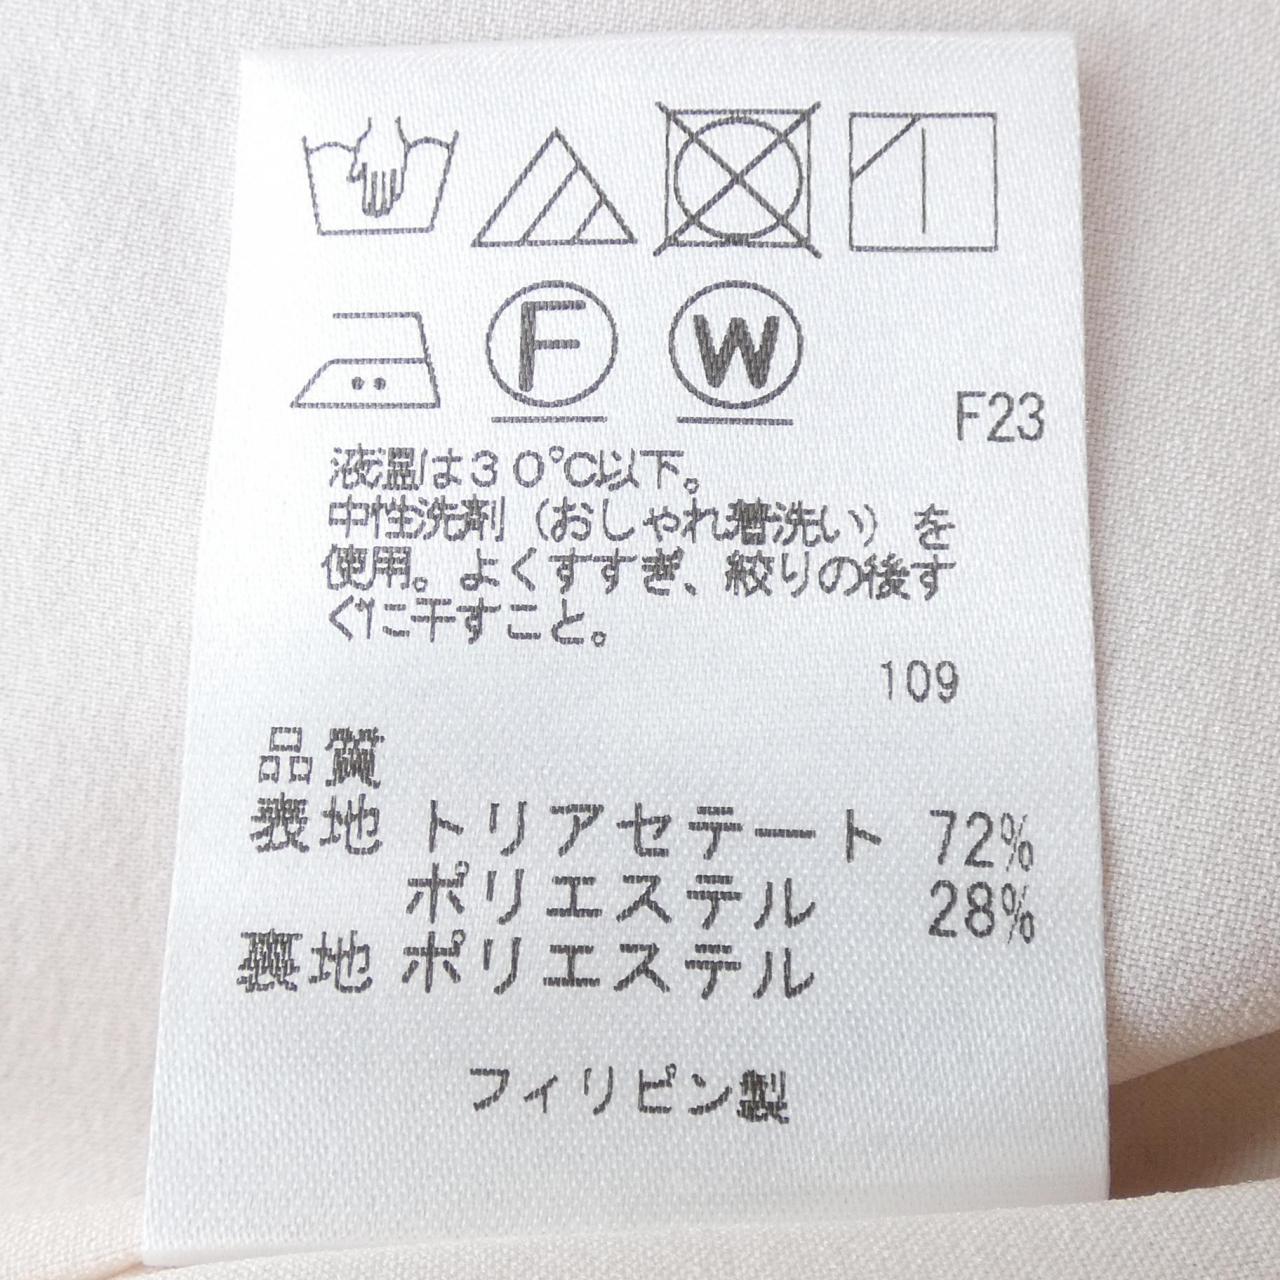 F
W
F23
液温は30℃以下。
中性洗剤（おしゃれ着洗い）を
使用。よくすすぎ、絞りの後す
ぐに干すこと。
109
品質
表地 トリアセテート 72%
ポリエステル 28%
裏地 ポリエステル
フィリピン製